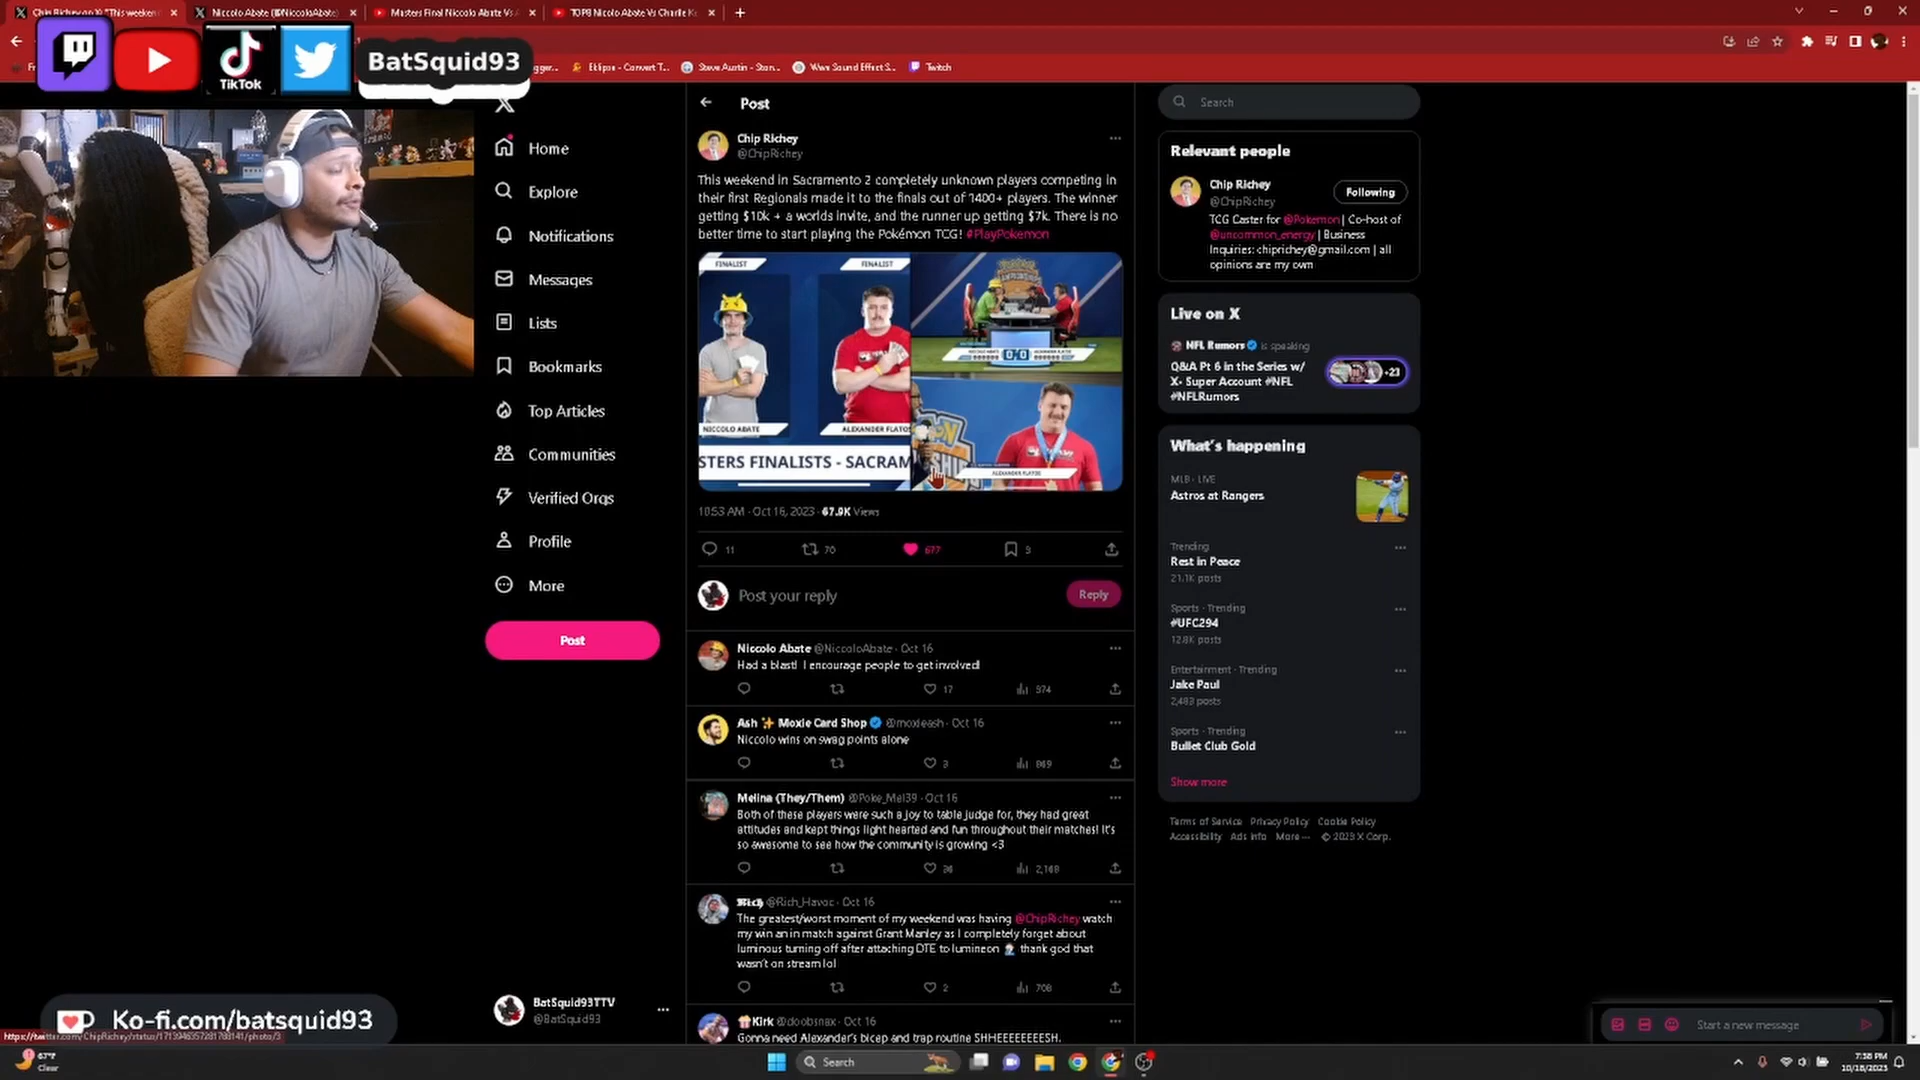 Chip Richey on X: "This weeken
Niccolo Abate (@NiccoloAbate)
Masters Final Niccolo Abate Vs A
TOP8 Nicolo Abate Vs Charlie K
Eklipse - Convert T...
Steve Austin - Ston...
Wwe Sound Effect S...
Twitch
TikTok
BatSquid93
Home
Explore
Notifications
Messages
Lists
Bookmarks
Top Articles
Communities
Verified Orgs
Profile
More
Post
BatSquid93TTV
@BatSquid93
Post
Chip Richey
@ChipRichey
This weekend in Sacramento 2 completely unknown players competing in
their first Regionals made it to the finals out of 1400+ players. The winner
getting $10k + a worlds invite, and the runner up getting $7k. There is no
better time to start playing the Pokémon TCG! #PlayPokemon
FINALIST
FINALIST
NICCOLO ABATE
ALEXANDER FLATOS
STERS FINALISTS - SACRAM
NICCOLO ABATE
0 0
ALEXANDER FLATOS
ALEXANDER FLATOS
10:53 AM · Oct 16, 2023 · 67.9K Views
11
70
677
9
Post your reply
Reply
Niccolo Abate @NiccoloAbate · Oct 16
Had a blast! I encourage people to get involved!
17
974
Ash Moxie Card Shop @moxieash · Oct 16
Niccolo wins on swag points alone
3
849
Melina (They/Them) @Poke_Mel39 · Oct 16
Both of these players were such a joy to table judge for, they had great
attitudes and kept things light hearted and fun throughout their matches! It's
so awesome to see how the community is growing <3
36
2,148
Rich @Rich_Havoc · Oct 16
The greatest/worst moment of my weekend was having @ChipRichey watch
my win an in match against Grant Manley as I completely forget about
luminous turning off after attaching DTE to lumineon thank god that
wasn't on stream lol
2
708
Kirk @doobsnax · Oct 16
Gonna need Alexander's bicep and trap routine SHHEEEEEEEESH.
Search
Relevant people
Chip Richey
@ChipRichey
Following
TCG Caster for @Pokemon | Co-host of
@uncommon_energy | Business
Inquiries: chiprichey@gmail.com | all
opinions are my own
Live on X
NFL Rumors is speaking
Q&A Pt 6 in the Series w/
X• Super Account #NFL
#NFLRumors
+23
What's happening
MLB · LIVE
Astros at Rangers
Trending
Rest in Peace
21.1K posts
Sports · Trending
#UFC294
12.8K posts
Entertainment · Trending
Jake Paul
2,483 posts
Sports · Trending
Bullet Club Gold
Show more
Terms of Service Privacy Policy Cookie Policy
Accessibility Ads info More ··· © 2023 X Corp.
Start a new message
Ko-fi.com/batsquid93
67°F
Clear
Search
7:38 PM
10/18/2023